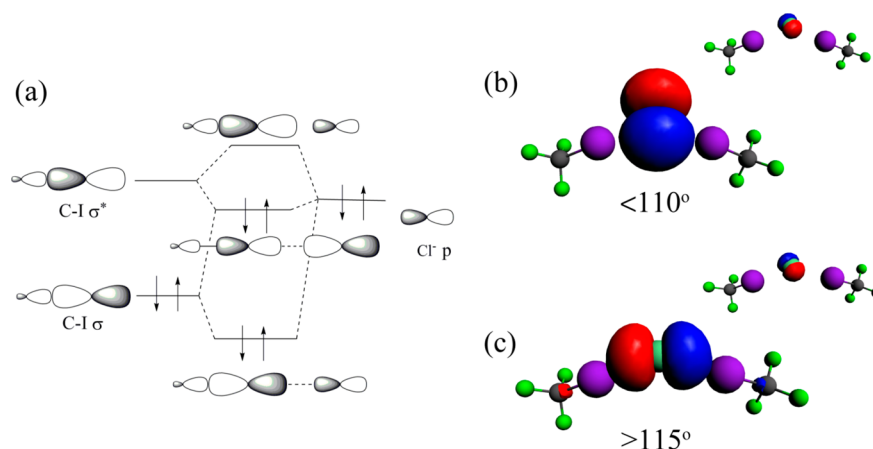 (a)
C-I σ*
Cl⁻ p
C-I σ
(b)
<110°
(c)
>115°